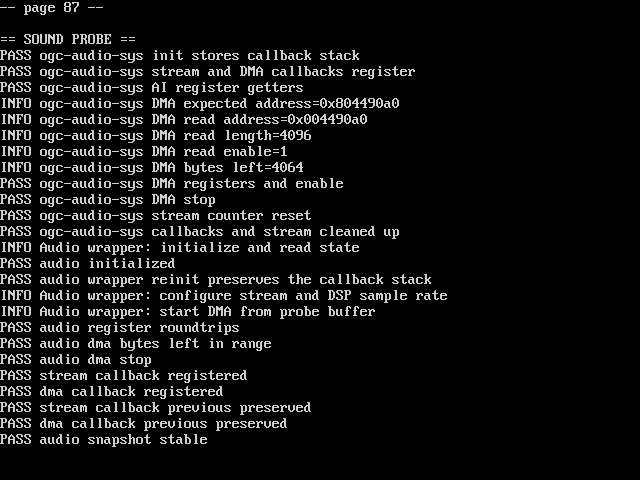 -- page 87 --
== SOUND PROBE ==
PASS ogc-audio-sys init stores callback stack
PASS ogc-audio-sys stream and DMA callbacks register
PASS ogc-audio-sys AI register getters
INFO ogc-audio-sys DMA expected address=0x804490a0
INFO ogc-audio-sys DMA read address=0x004490a0
INFO ogc-audio-sys DMA read length=4096
INFO ogc-audio-sys DMA read enable=1
INFO ogc-audio-sys DMA bytes left=4064
PASS ogc-audio-sys DMA registers and enable
PASS ogc-audio-sys DMA stop
PASS ogc-audio-sys stream counter reset
PASS ogc-audio-sys callbacks and stream cleaned up
INFO Audio wrapper: initialize and read state
PASS audio initialized
PASS audio wrapper reinit preserves the callback stack
INFO Audio wrapper: configure stream and DSP sample rate
INFO Audio wrapper: start DMA from probe buffer
PASS audio register roundtrips
PASS audio dma bytes left in range
PASS audio dma stop
PASS stream callback registered
PASS dma callback registered
PASS stream callback previous preserved
PASS dma callback previous preserved
PASS audio snapshot stable